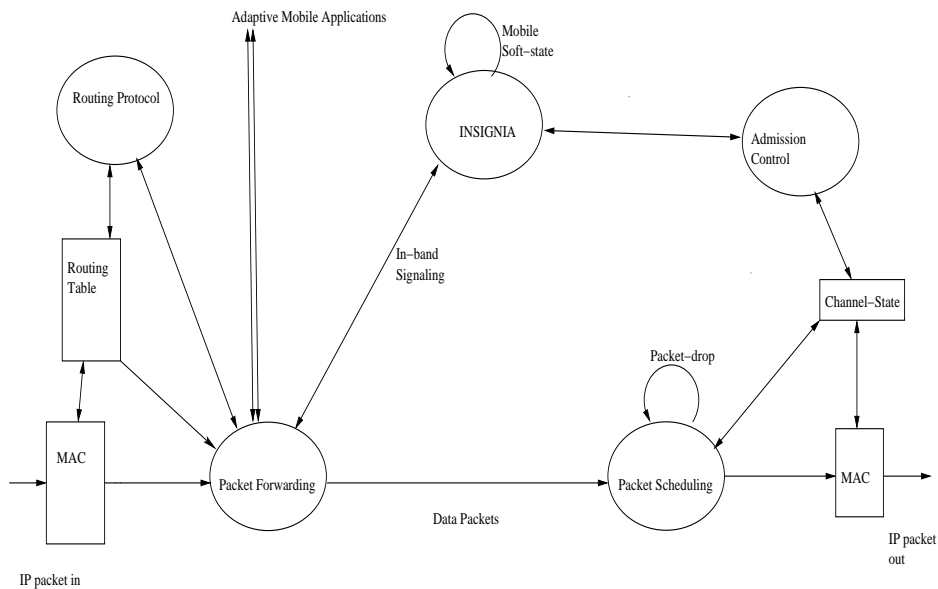 Adaptive Mobile Applications
Mobile
Soft-state
Routing Protocol
INSIGNIA
Admission
Control
Routing
Table
In-band
Signaling
Channel-State
Packet-drop
MAC
Packet Forwarding
Packet Scheduling
MAC
Data Packets
IP packet
out
IP packet in